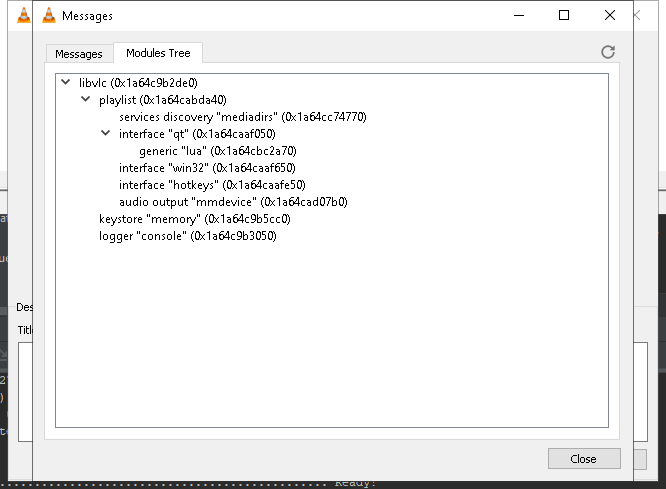 Messages
Messages
Modules Tree
libvlc (0x1a64c9b2de0)
playlist (0x1a64cabda40)
services discovery "mediadirs" (0x1a64cc74770)
interface "qt" (0x1a64caaf050)
generic "lua" (0x1a64cbc2a70)
interface "win32" (0x1a64caaf650)
interface "hotkeys" (0x1a64caafe50)
audio output "mmdevice" (0x1a64cad07b0)
keystore "memory" (0x1a64c9b5cc0)
logger "console" (0x1a64c9b3050)
Close
Ready!